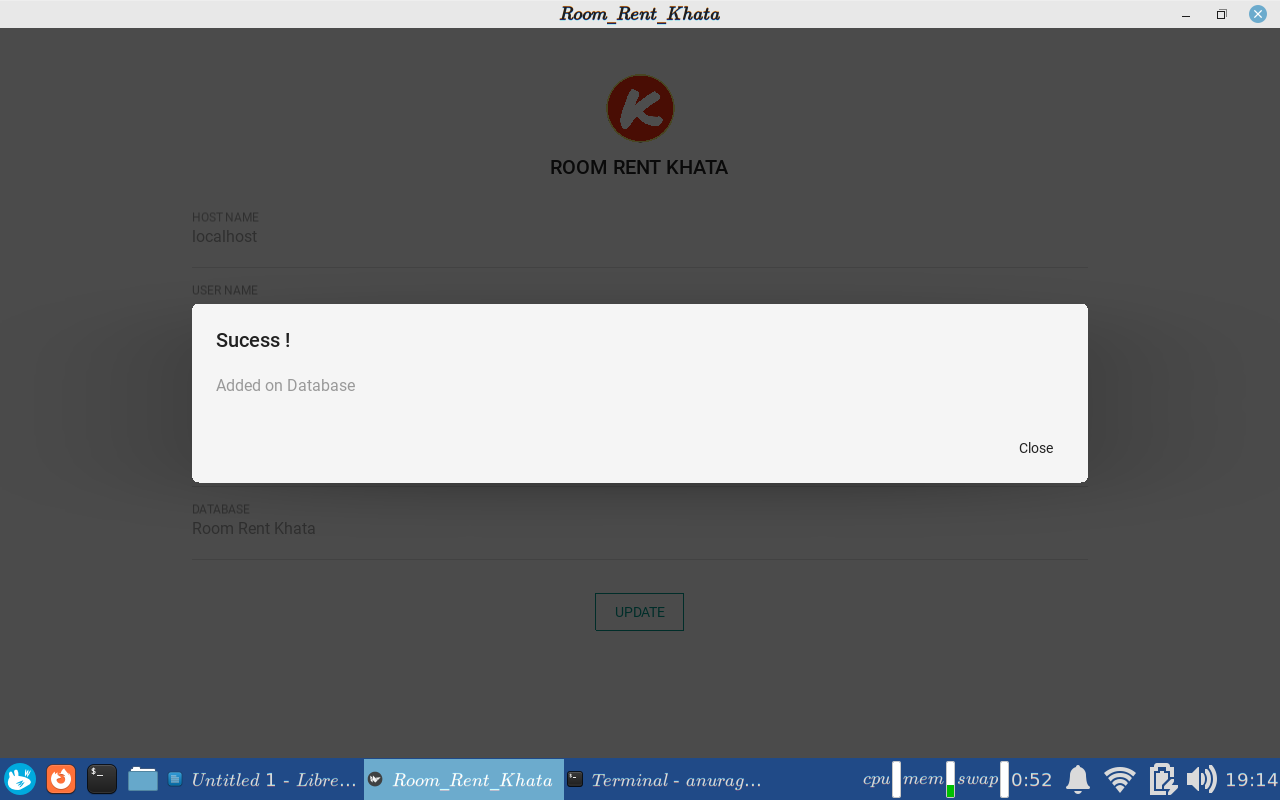 Room_Rent_Khata
K
ROOM RENT KHATA
HOST NAME
localhost
USER NAME
Sucess !
Added on Database
Close
DATABASE
Room Rent Khata
UPDATE
Untitled 1 - Libre...
Room_Rent_Khata
Terminal - anurag...
cpu mem swap 0:52 19:14